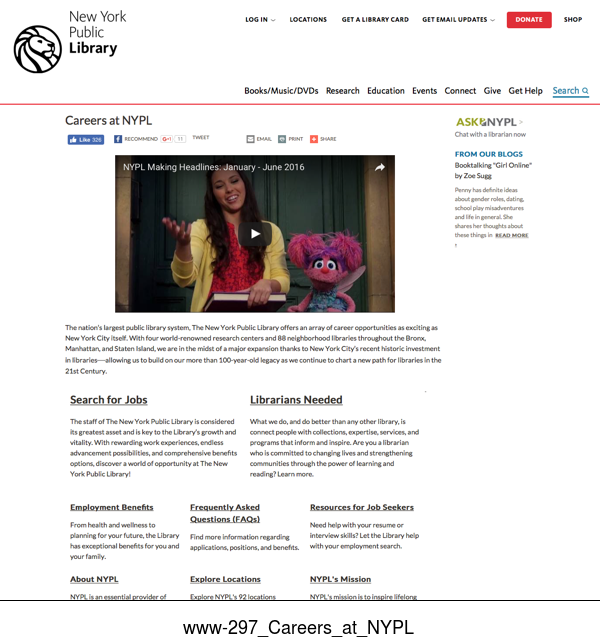 New York
Public
Library
LOG IN
LOCATIONS
GET A LIBRARY CARD
GET EMAIL UPDATES
DONATE
SHOP
Books/Music/DVDs Research Education Events Connect Give Get Help Search
Careers at NYPL
Like 326
RECOMMEND
G+1 11
TWEET
EMAIL
PRINT
SHARE
NYPL Making Headlines: January - June 2016
The nation's largest public library system, The New York Public Library offers an array of career opportunities as exciting as
New York City itself. With four world-renowned research centers and 88 neighborhood libraries throughout the Bronx,
Manhattan, and Staten Island, we are in the midst of a major expansion thanks to New York City's recent historic investment
in libraries—allowing us to build on our more than 100-year-old legacy as we continue to chart a new path for libraries in the
21st Century.
Search for Jobs
The staff of The New York Public Library is considered
its greatest asset and is key to the Library's growth and
vitality. With rewarding work experiences, endless
advancement possibilities, and comprehensive benefits
options, discover a world of opportunity at The New
York Public Library!
Librarians Needed
What we do, and do better than any other library, is
connect people with collections, expertise, services, and
programs that inform and inspire. Are you a librarian
who is committed to changing lives and strengthening
communities through the power of learning and
reading? Learn more.
Employment Benefits
From health and wellness to
planning for your future, the Library
has exceptional benefits for you and
your family.
Frequently Asked
Questions (FAQs)
Find more information regarding
applications, positions, and benefits.
Resources for Job Seekers
Need help with your resume or
interview skills? Let the Library help
with your employment search.
About NYPL
NYPL is an essential provider of
Explore Locations
Explore NYPL's 92 locations
NYPL's Mission
NYPL's mission is to inspire lifelong
ASK NYPL >
Chat with a librarian now
FROM OUR BLOGS
Booktalking "Girl Online"
by Zoe Sugg
Penny has definite ideas
about gender roles, dating,
school play misadventures
and life in general. She
shares her thoughts about
these things in READ MORE
www-297_Careers_at_NYPL